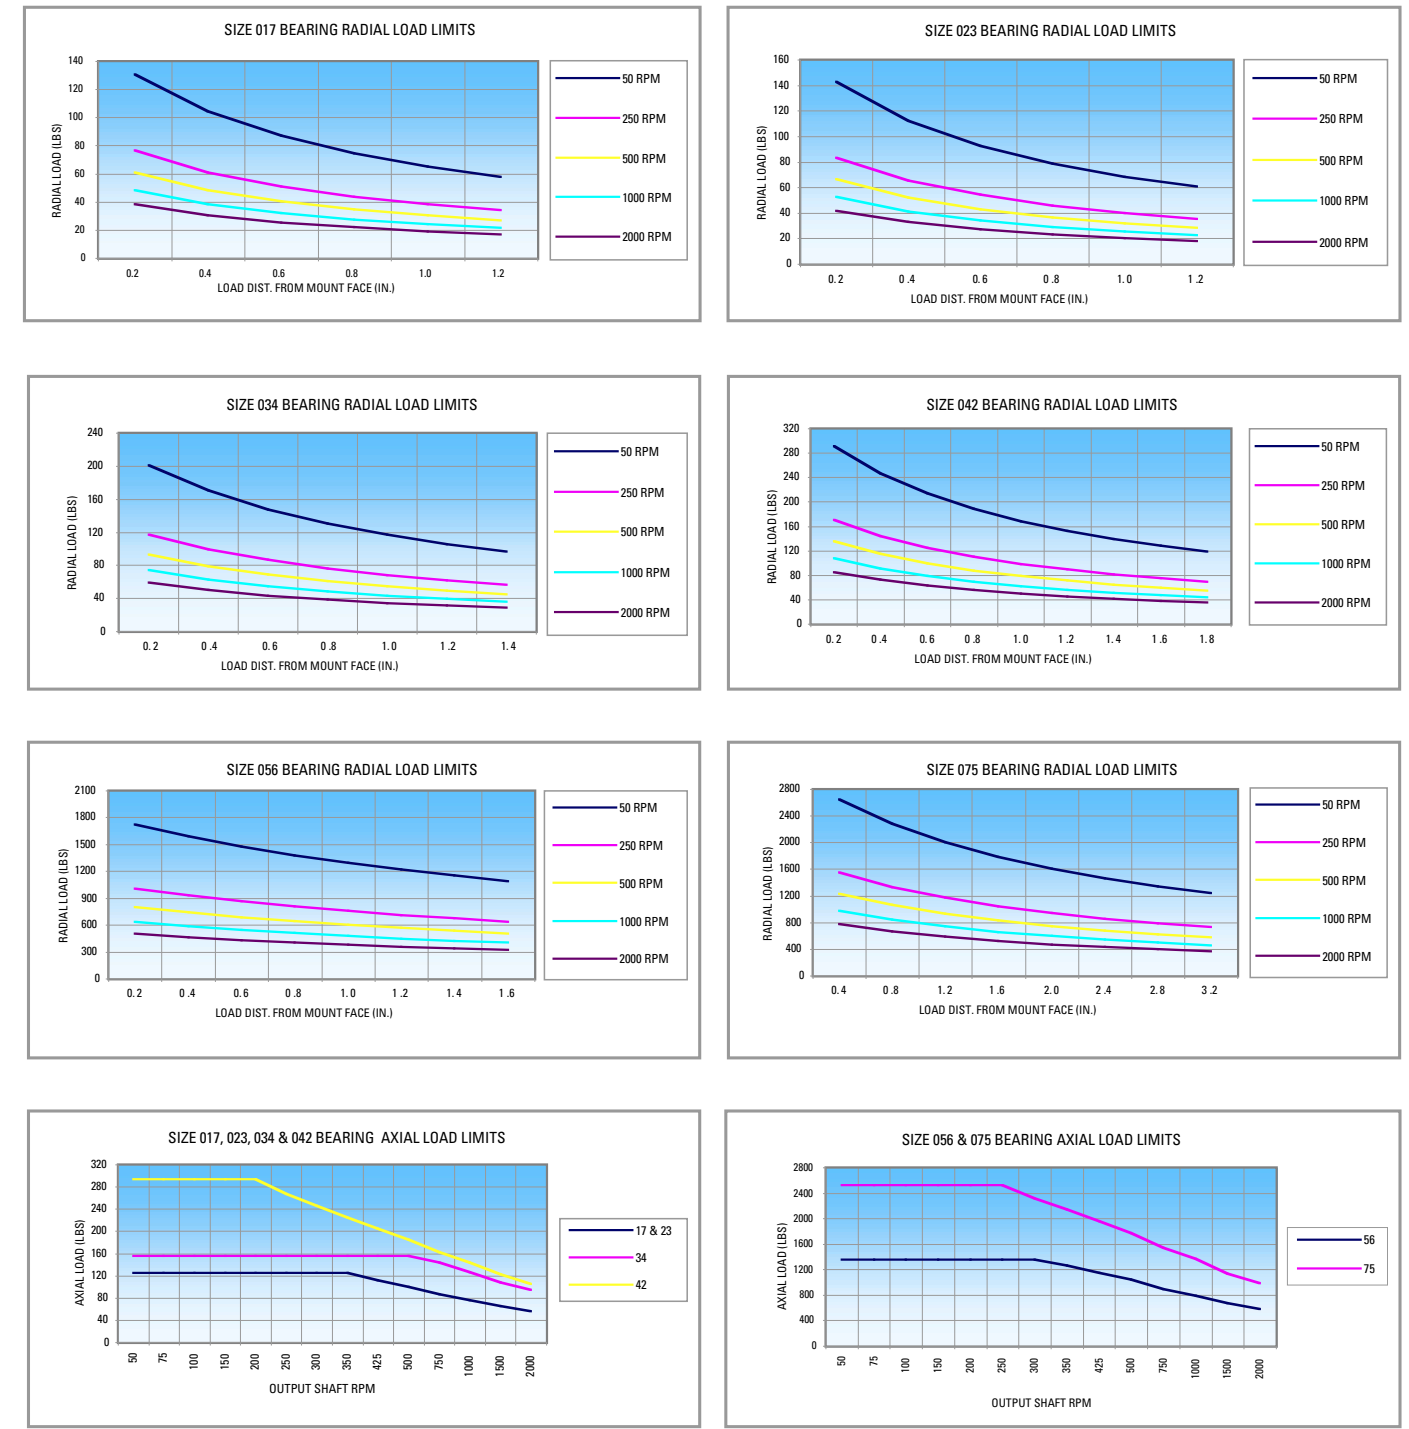 SIZE 017 BEARING RADIAL LOAD LIMITS
RADIAL LOAD (LBS)
140
120
100
80
60
40
20
0
0.2 0.4 0.6 0.8 1.0 1.2
LOAD DIST. FROM MOUNT FACE (IN.)
50 RPM
250 RPM
500 RPM
1000 RPM
2000 RPM
SIZE 023 BEARING RADIAL LOAD LIMITS
RADIAL LOAD (LBS)
160
140
120
100
80
60
40
20
0
0.2 0.4 0.6 0.8 1.0 1.2
LOAD DIST. FROM MOUNT FACE (IN.)
50 RPM
250 RPM
500 RPM
1000 RPM
2000 RPM
SIZE 034 BEARING RADIAL LOAD LIMITS
RADIAL LOAD (LBS)
240
200
160
120
80
40
0
0.2 0.4 0.6 0.8 1.0 1.2 1.4
LOAD DIST. FROM MOUNT FACE (IN.)
50 RPM
250 RPM
500 RPM
1000 RPM
2000 RPM
SIZE 042 BEARING RADIAL LOAD LIMITS
RADIAL LOAD (LBS)
320
280
240
200
160
120
80
40
0
0.2 0.4 0.6 0.8 1.0 1.2 1.4 1.6 1.8
LOAD DIST. FROM MOUNT FACE (IN.)
50 RPM
250 RPM
500 RPM
1000 RPM
2000 RPM
SIZE 056 BEARING RADIAL LOAD LIMITS
RADIAL LOAD (LBS)
2100
1800
1500
1200
900
600
300
0
0.2 0.4 0.6 0.8 1.0 1.2 1.4 1.6
LOAD DIST. FROM MOUNT FACE (IN.)
50 RPM
250 RPM
500 RPM
1000 RPM
2000 RPM
SIZE 075 BEARING RADIAL LOAD LIMITS
RADIAL LOAD (LBS)
2800
2400
2000
1600
1200
800
400
0
0.4 0.8 1.2 1.6 2.0 2.4 2.8 3.2
LOAD DIST. FROM MOUNT FACE (IN.)
50 RPM
250 RPM
500 RPM
1000 RPM
2000 RPM
SIZE 017, 023, 034 & 042 BEARING AXIAL LOAD LIMITS
AXIAL LOAD (LBS)
320
280
240
200
160
120
80
40
0
50 75 100 150 200 250 300 350 425 500 750 1000 1500 2000
OUTPUT SHAFT RPM
17 & 23
34
42
SIZE 056 & 075 BEARING AXIAL LOAD LIMITS
AXIAL LOAD (LBS)
2800
2400
2000
1600
1200
800
400
0
50 75 100 150 200 250 300 350 425 500 750 1000 1500 2000
OUTPUT SHAFT RPM
56
75